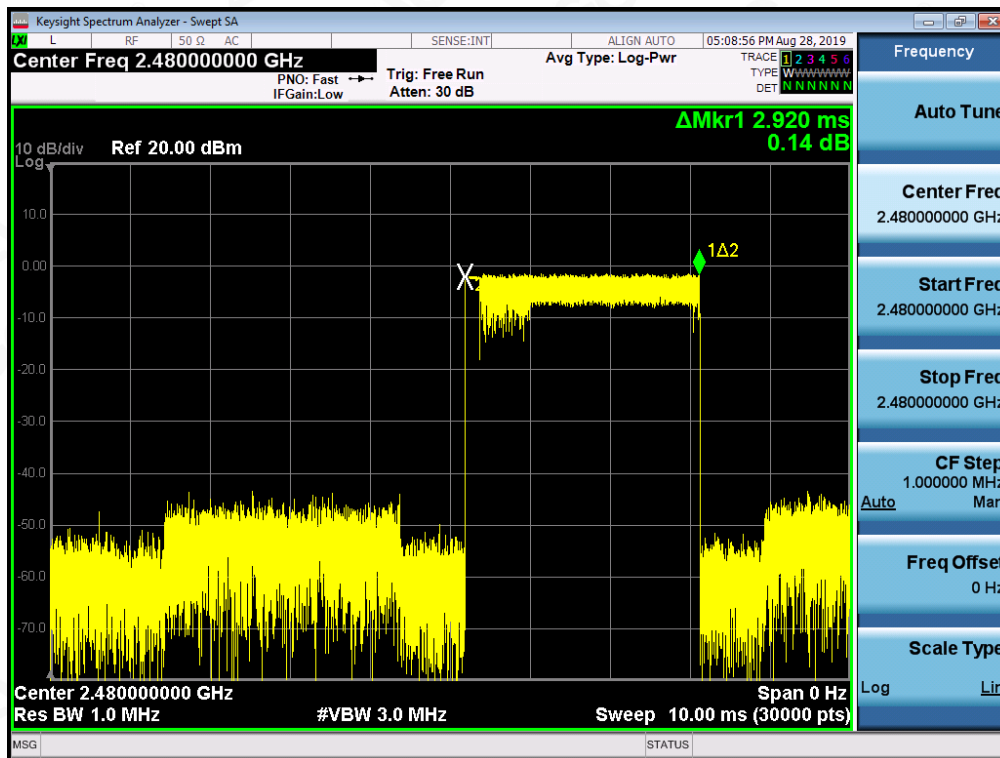 Keysight Spectrum Analyzer - Swept SA
LXI L RF 50 Ω AC SENSE:INT ALIGN AUTO 05:08:56 PM Aug 28, 2019
Center Freq 2.480000000 GHz
PNO: Fast
IFGain:Low
Trig: Free Run
Atten: 30 dB
Avg Type: Log-Pwr
TRACE 1 2 3 4 5 6
TYPE WWWWWW
DET N N N N N N
ΔMkr1 2.920 ms
0.14 dB
10 dB/div Ref 20.00 dBm
Log
10.0
0.00
-10.0
-20.0
-30.0
-40.0
-50.0
-60.0
-70.0
X2
1Δ2
Center 2.480000000 GHz Span 0 Hz
Res BW 1.0 MHz #VBW 3.0 MHz Sweep 10.00 ms (30000 pts)
MSG STATUS
Frequency
Auto Tune
Center Freq
2.480000000 GHz
Start Freq
2.480000000 GHz
Stop Freq
2.480000000 GHz
CF Step
1.000000 MHz
Auto Man
Freq Offset
0 Hz
Scale Type
Log Lin